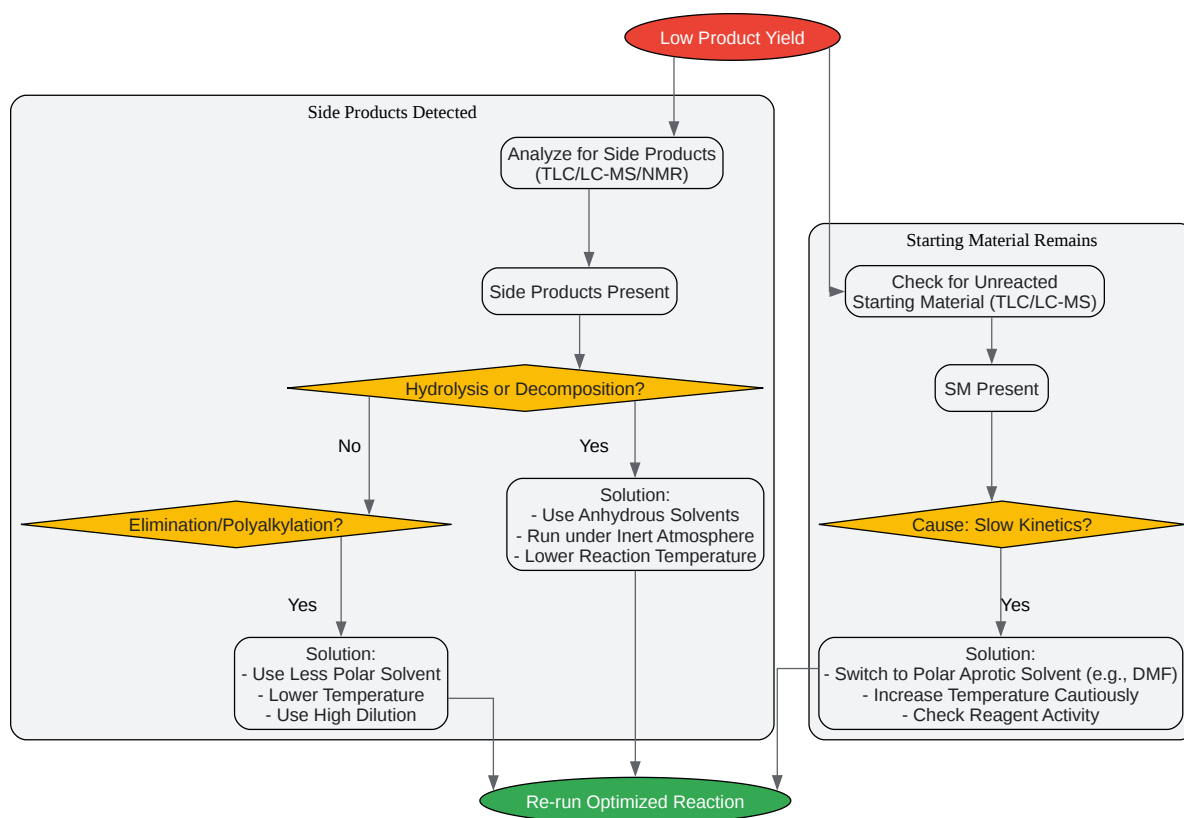 Low Product Yield
Side Products Detected
Analyze for Side Products
(TLC/LC-MS/NMR)
Side Products Present
Hydrolysis or Decomposition?
No
Yes
Elimination/Polyalkylation?
Solution:
- Use Anhydrous Solvents
- Run under Inert Atmosphere
- Lower Reaction Temperature
Yes
Solution:
- Use Less Polar Solvent
- Lower Temperature
- Use High Dilution
Starting Material Remains
Check for Unreacted
Starting Material (TLC/LC-MS)
SM Present
Cause: Slow Kinetics?
Yes
Solution:
- Switch to Polar Aprotic Solvent (e.g., DMF)
- Increase Temperature Cautiously
- Check Reagent Activity
Re-run Optimized Reaction